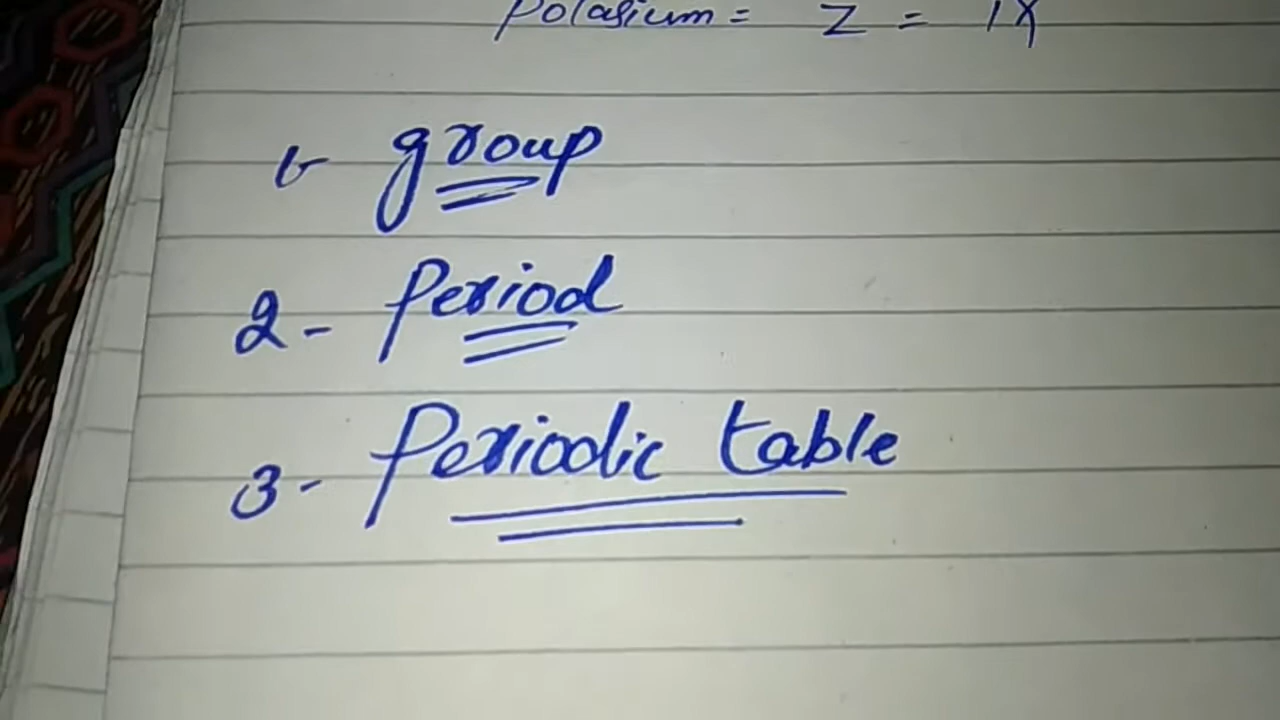 Potasium = Z = 19
1- group
2- Period
3- Periodic table